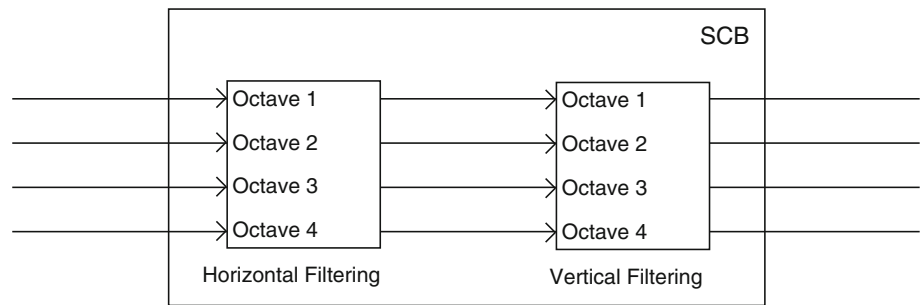 SCB
Octave 1
Octave 2
Octave 3
Octave 4
Horizontal Filtering
Octave 1
Octave 2
Octave 3
Octave 4
Vertical Filtering